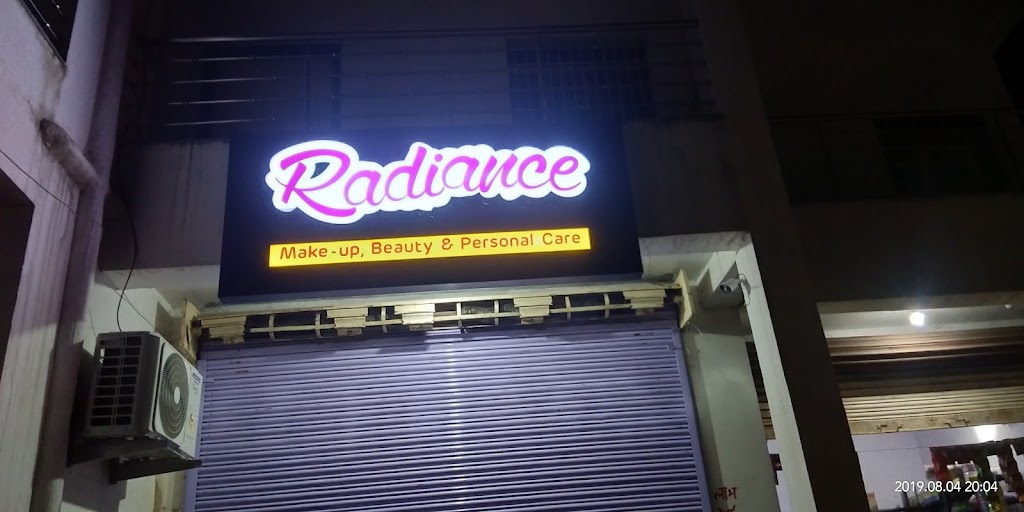 Radiance
Make-up, Beauty & Personal Care
लाभ
2019.08.04 20:04